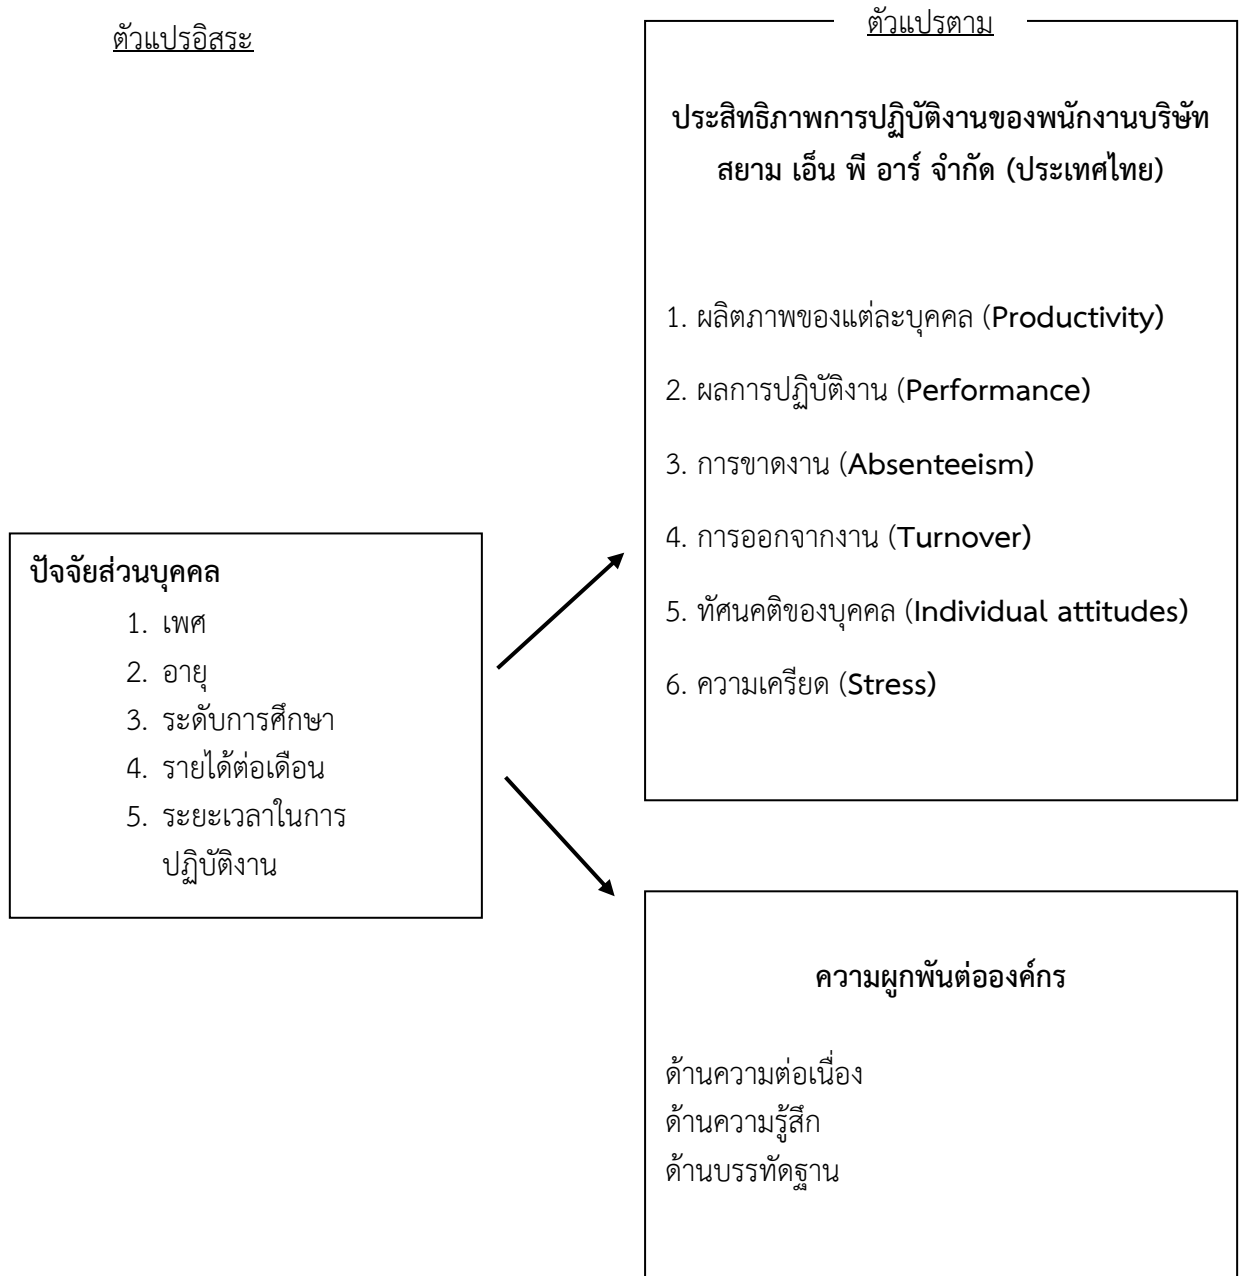 ตัวแปรอิสระ
ตัวแปรตาม
ประสิทธิภาพการปฏิบัติงานของพนักงานบริษัท
สยาม เอ็น พี อาร์ จำกัด (ประเทศไทย)
1. ผลิตภาพของแต่ละบุคคล (Productivity)
2. ผลการปฏิบัติงาน (Performance)
3. การขาดงาน (Absenteeism)
4. การออกจากงาน (Turnover)
5. ทัศนคติของบุคคล (Individual attitudes)
6. ความเครียด (Stress)
ปัจจัยส่วนบุคคล
1. เพศ
2. อายุ
3. ระดับการศึกษา
4. รายได้ต่อเดือน
5. ระยะเวลาในการ
ปฏิบัติงาน
ความผูกพันต่อองค์กร
ด้านความต่อเนื่อง
ด้านความรู้สึก
ด้านบรรทัดฐาน